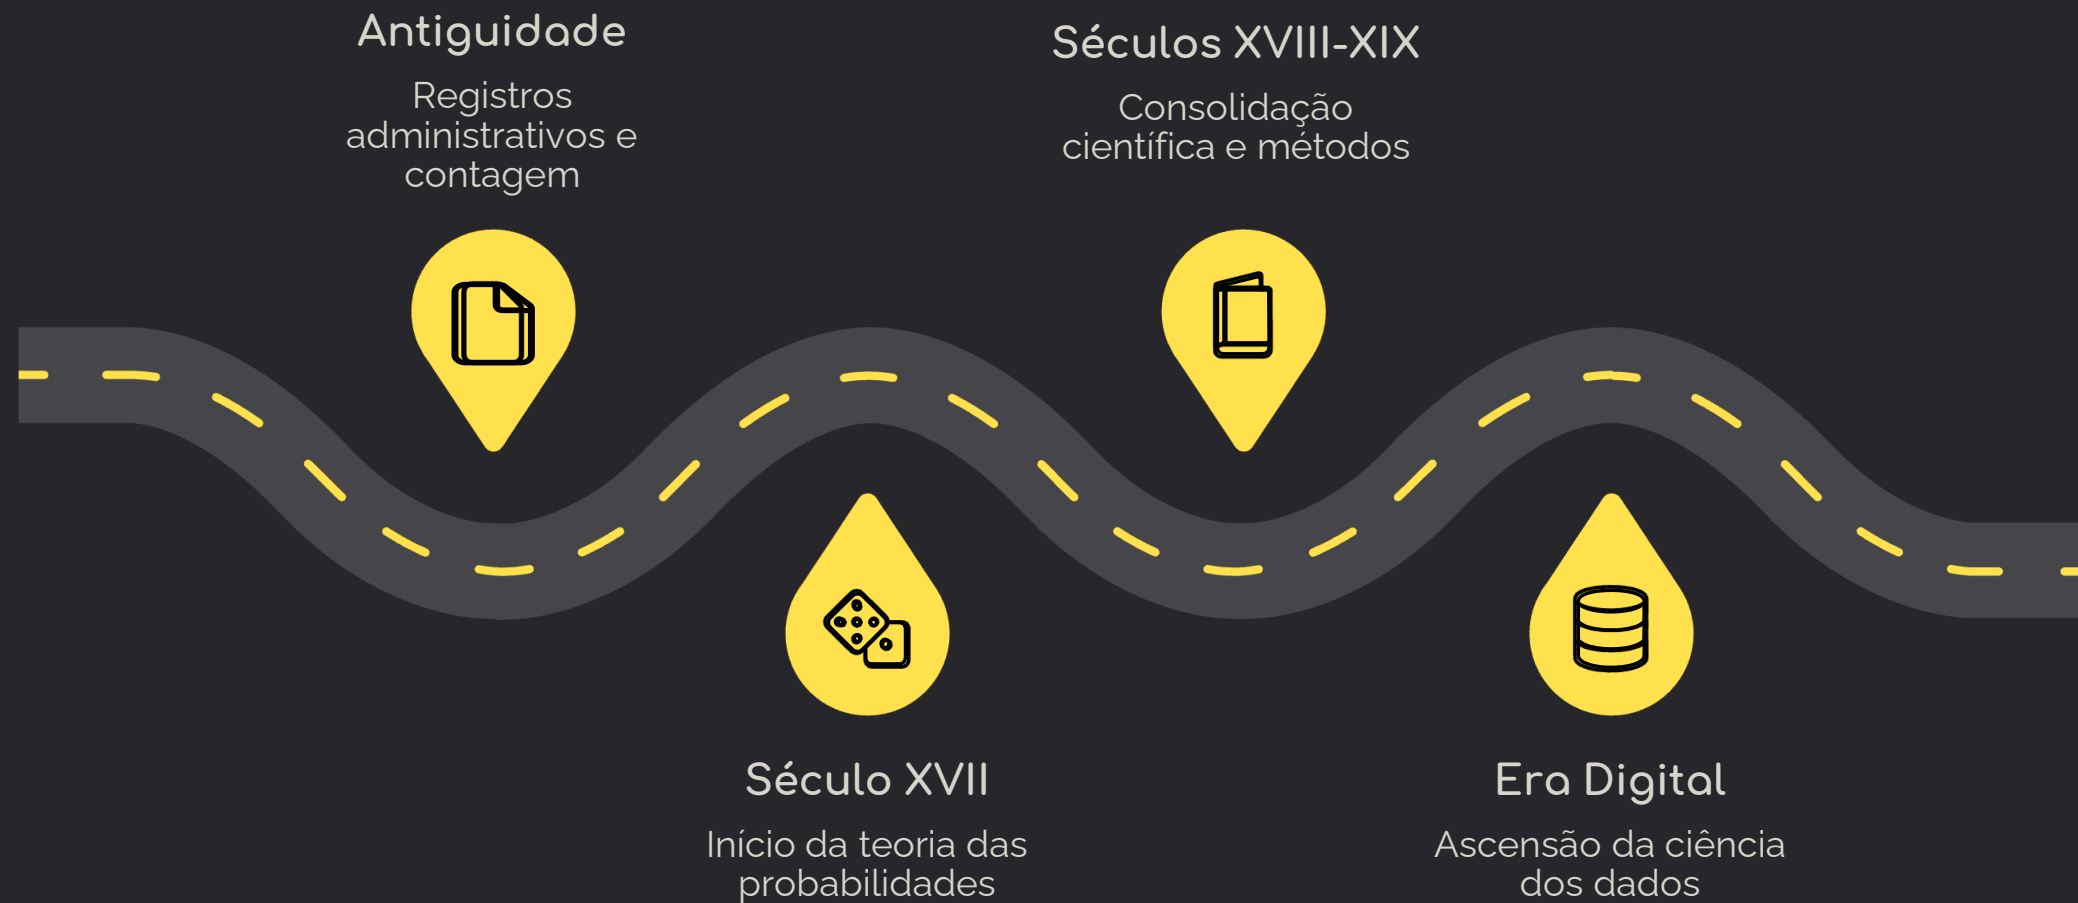 Antiguidade
Registros
administrativos e
contagem
Século XVII
Início da teoria das
probabilidades
Séculos XVIII-XIX
Consolidação
científica e métodos
Era Digital
Ascensão da ciência
dos dados